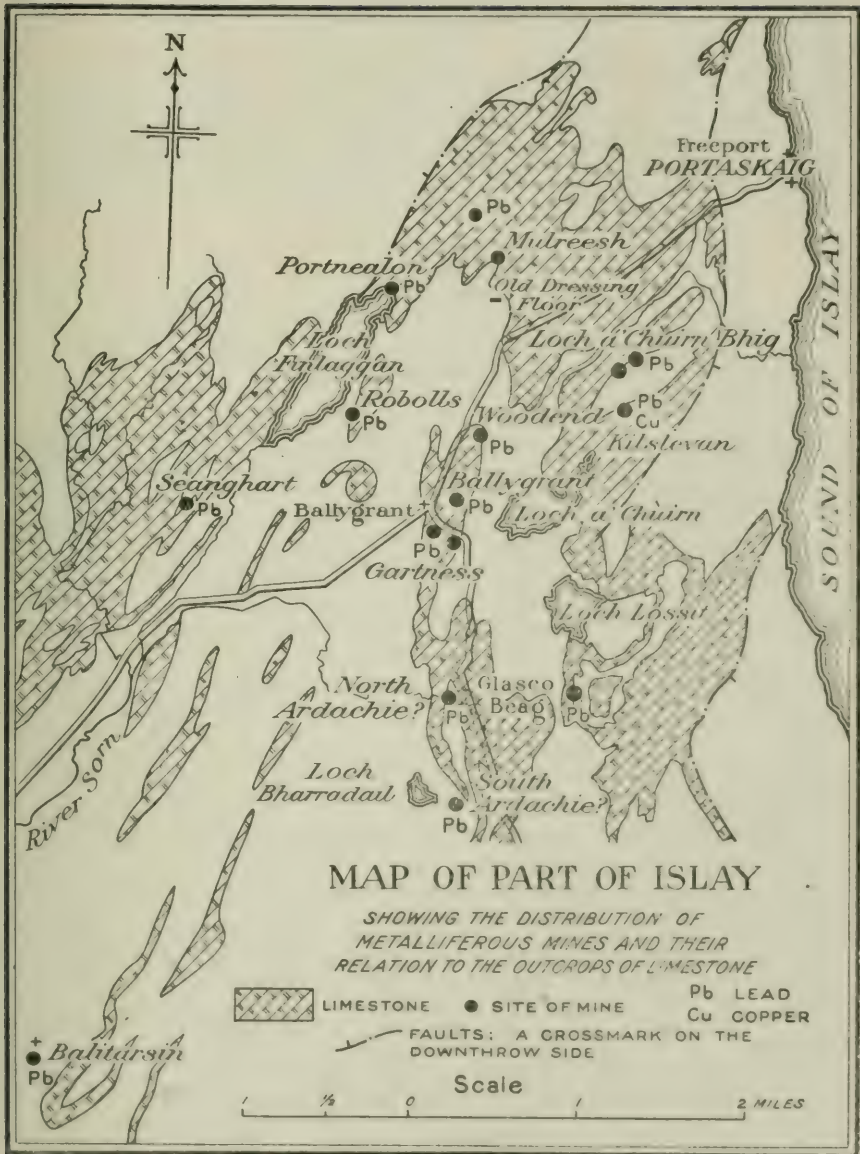 N
Freeport
PORTASKAIG
Pb
Mulreesh
Portnealon
Pb
Old Dressing
Floor
Loch
Finlaggan
Loch a' Chuirn Bhig
Pb
Robolls
Pb
Woodend
Pb
Pb
Cu
Kilslevan
SOUND OF ISLAY
Seanghart
Pb
Ballygrant
Ballygrant
Pb
Loch a' Chuirn
Pb
Gartness
Loch Lossit
North
Ardachie?
Pb
Glasco
Beag
Pb
River Sorn
Loch
Bharradail
South
Ardachie?
Pb
MAP OF PART OF ISLAY
SHOWING THE DISTRIBUTION OF
METALLIFEROUS MINES AND THEIR
RELATION TO THE OUTCROPS OF LIMESTONE
LIMESTONE
SITE OF MINE
Pb LEAD
Cu COPPER
FAULTS: A CROSSMARK ON THE
DOWNTHROW SIDE
Balitarsin
Pb
Scale
1 ½ 0 1 2 MILES